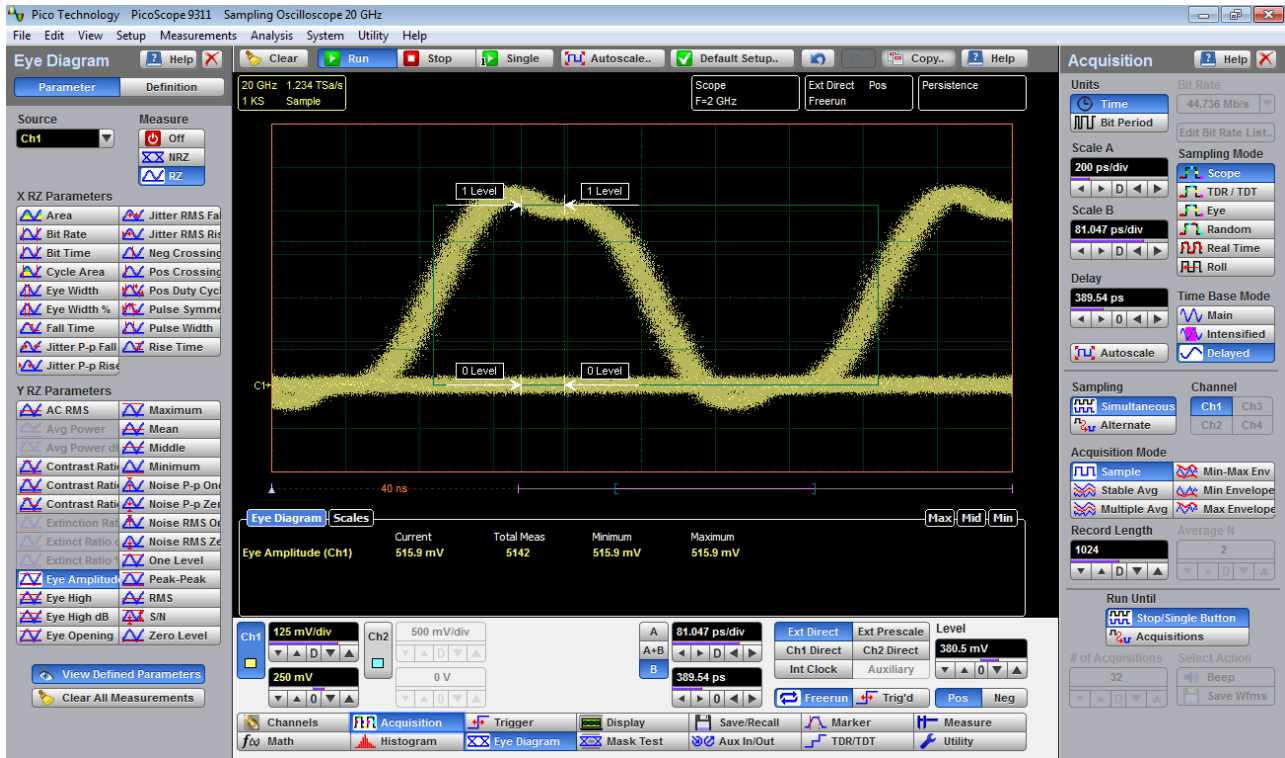 Pico Technology PicoScope 9311 Sampling Oscilloscope 20 GHz
File Edit View Setup Measurements Analysis System Utility Help
Eye Diagram Help
Parameter Definition
Source Measure
Ch1 Off
NRZ
RZ
X RZ Parameters
Area Jitter RMS Fal
Bit Rate Jitter RMS Ris
Bit Time Neg Crossing
Cycle Area Pos Crossing
Eye Width Pos Duty Cycl
Eye Width % Pulse Symme
Fall Time Pulse Width
Jitter P-p Fall Rise Time
Jitter P-p Rise
Y RZ Parameters
AC RMS Maximum
Avg Power Mean
Avg Power dB Middle
Contrast Rati Minimum
Contrast Rati Noise P-p One
Contrast Rati Noise P-p Zer
Extinction Rat Noise RMS On
Extinct Ratio Noise RMS Ze
Extinct Ratio One Level
Eye Amplitud Peak-Peak
Eye High RMS
Eye High dB S/N
Eye Opening Zero Level
View Defined Parameters
Clear All Measurements
Clear Run Stop Single Autoscale.. Default Setup.. Copy.. Help
20 GHz 1.234 TSa/s
1 KS Sample
Scope
F=2 GHz
Ext Direct Pos
Freerun
Persistence
1 Level 1 Level
0 Level 0 Level
C1
40 ns
Eye Diagram Scales Max Mid Min
Current Total Meas Minimum Maximum
Eye Amplitude (Ch1) 515.9 mV 5142 515.9 mV 515.9 mV
Ch1 125 mV/div Ch2 500 mV/div
D D
250 mV 0 V
0 0
A 81.047 ps/div
A+B D
B 389.54 ps
0
Ext Direct Ext Prescale Level
Ch1 Direct Ch2 Direct 380.5 mV
Int Clock Auxiliary 0
Freerun Trig'd Pos Neg
Channels Acquisition Trigger Display Save/Recall Marker Measure
f(x) Math Histogram Eye Diagram Mask Test Aux In/Out TDR/TDT Utility
Acquisition Help
Units Bit Rate
Time 44.736 Mb/s
Bit Period Edit Bit Rate List..
Scale A Sampling Mode
200 ps/div Scope
D TDR / TDT
Scale B Eye
81.047 ps/div Random
D Real Time
Roll
Delay
389.54 ps Time Base Mode
0 Main
Intensified
Autoscale Delayed
Sampling Channel
Simultaneous Ch1 Ch3
Alternate Ch2 Ch4
Acquisition Mode
Sample Min-Max Env
Stable Avg Min Envelope
Multiple Avg Max Envelope
Record Length Average N
1024 2
D D
Run Until
Stop/Single Button
Acquisitions
# of Acquisitions Select Action
32 Beep
D Save Wfms